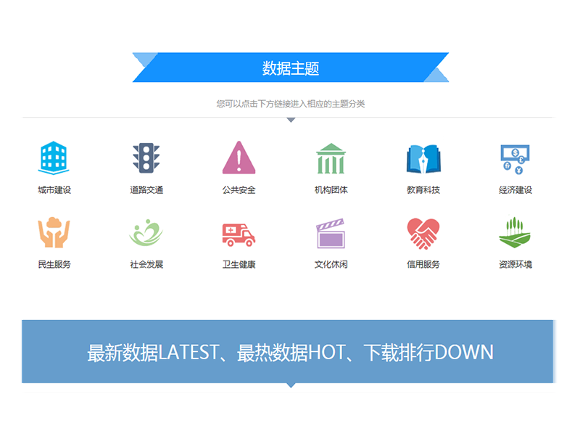 数据主题
您可以点击下方链接进入相应的主题分类
城市建设 道路交通 公共安全 机构团体 教育科技 经济建设
民生服务 社会发展 卫生健康 文化休闲 信用服务 资源环境
最新数据LATEST、最热数据HOT、下载排行DOWN